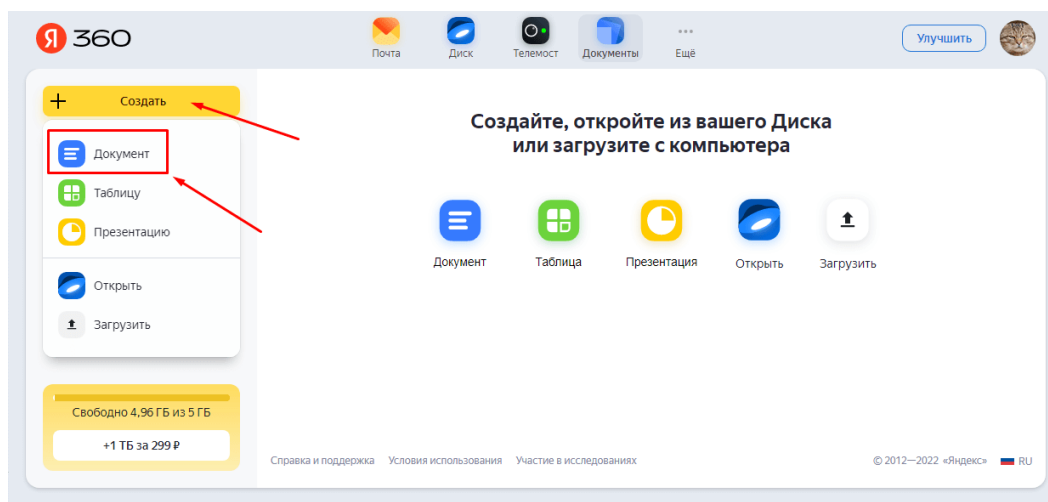 Я 360
Почта
Диск
Телемост
Документы
Ещё
Улучшить
Создать
Документ
Таблицу
Презентацию
Открыть
Загрузить
Свободно 4,96 ГБ из 5 ГБ
+1 ТБ за 299 ₽
Создайте, откройте из вашего Диска
или загрузите с компьютера
Документ
Таблица
Презентация
Открыть
Загрузить
Справка и поддержка Условия использования Участие в исследованиях
© 2012—2022 «Яндекс» RU